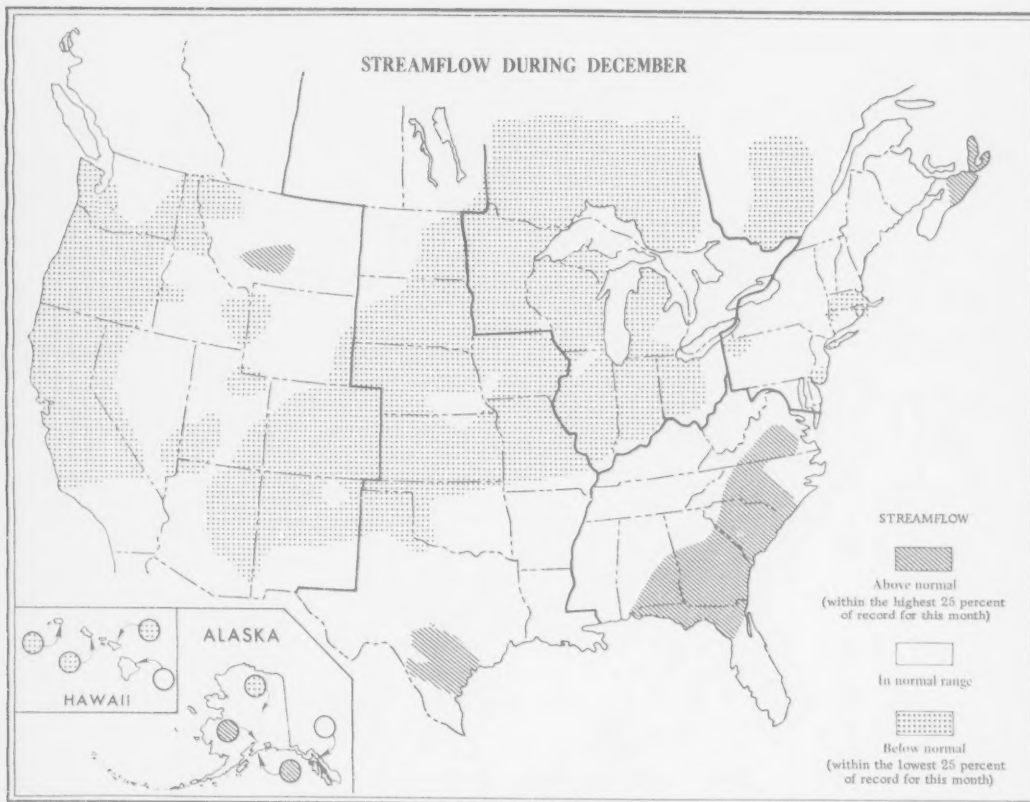 STREAMFLOW DURING DECEMBER
STREAMFLOW
Above normal
(within the highest 25 percent
of record for this month)
In normal range
Below normal
(within the lowest 25 percent
of record for this month)
ALASKA
HAWAII